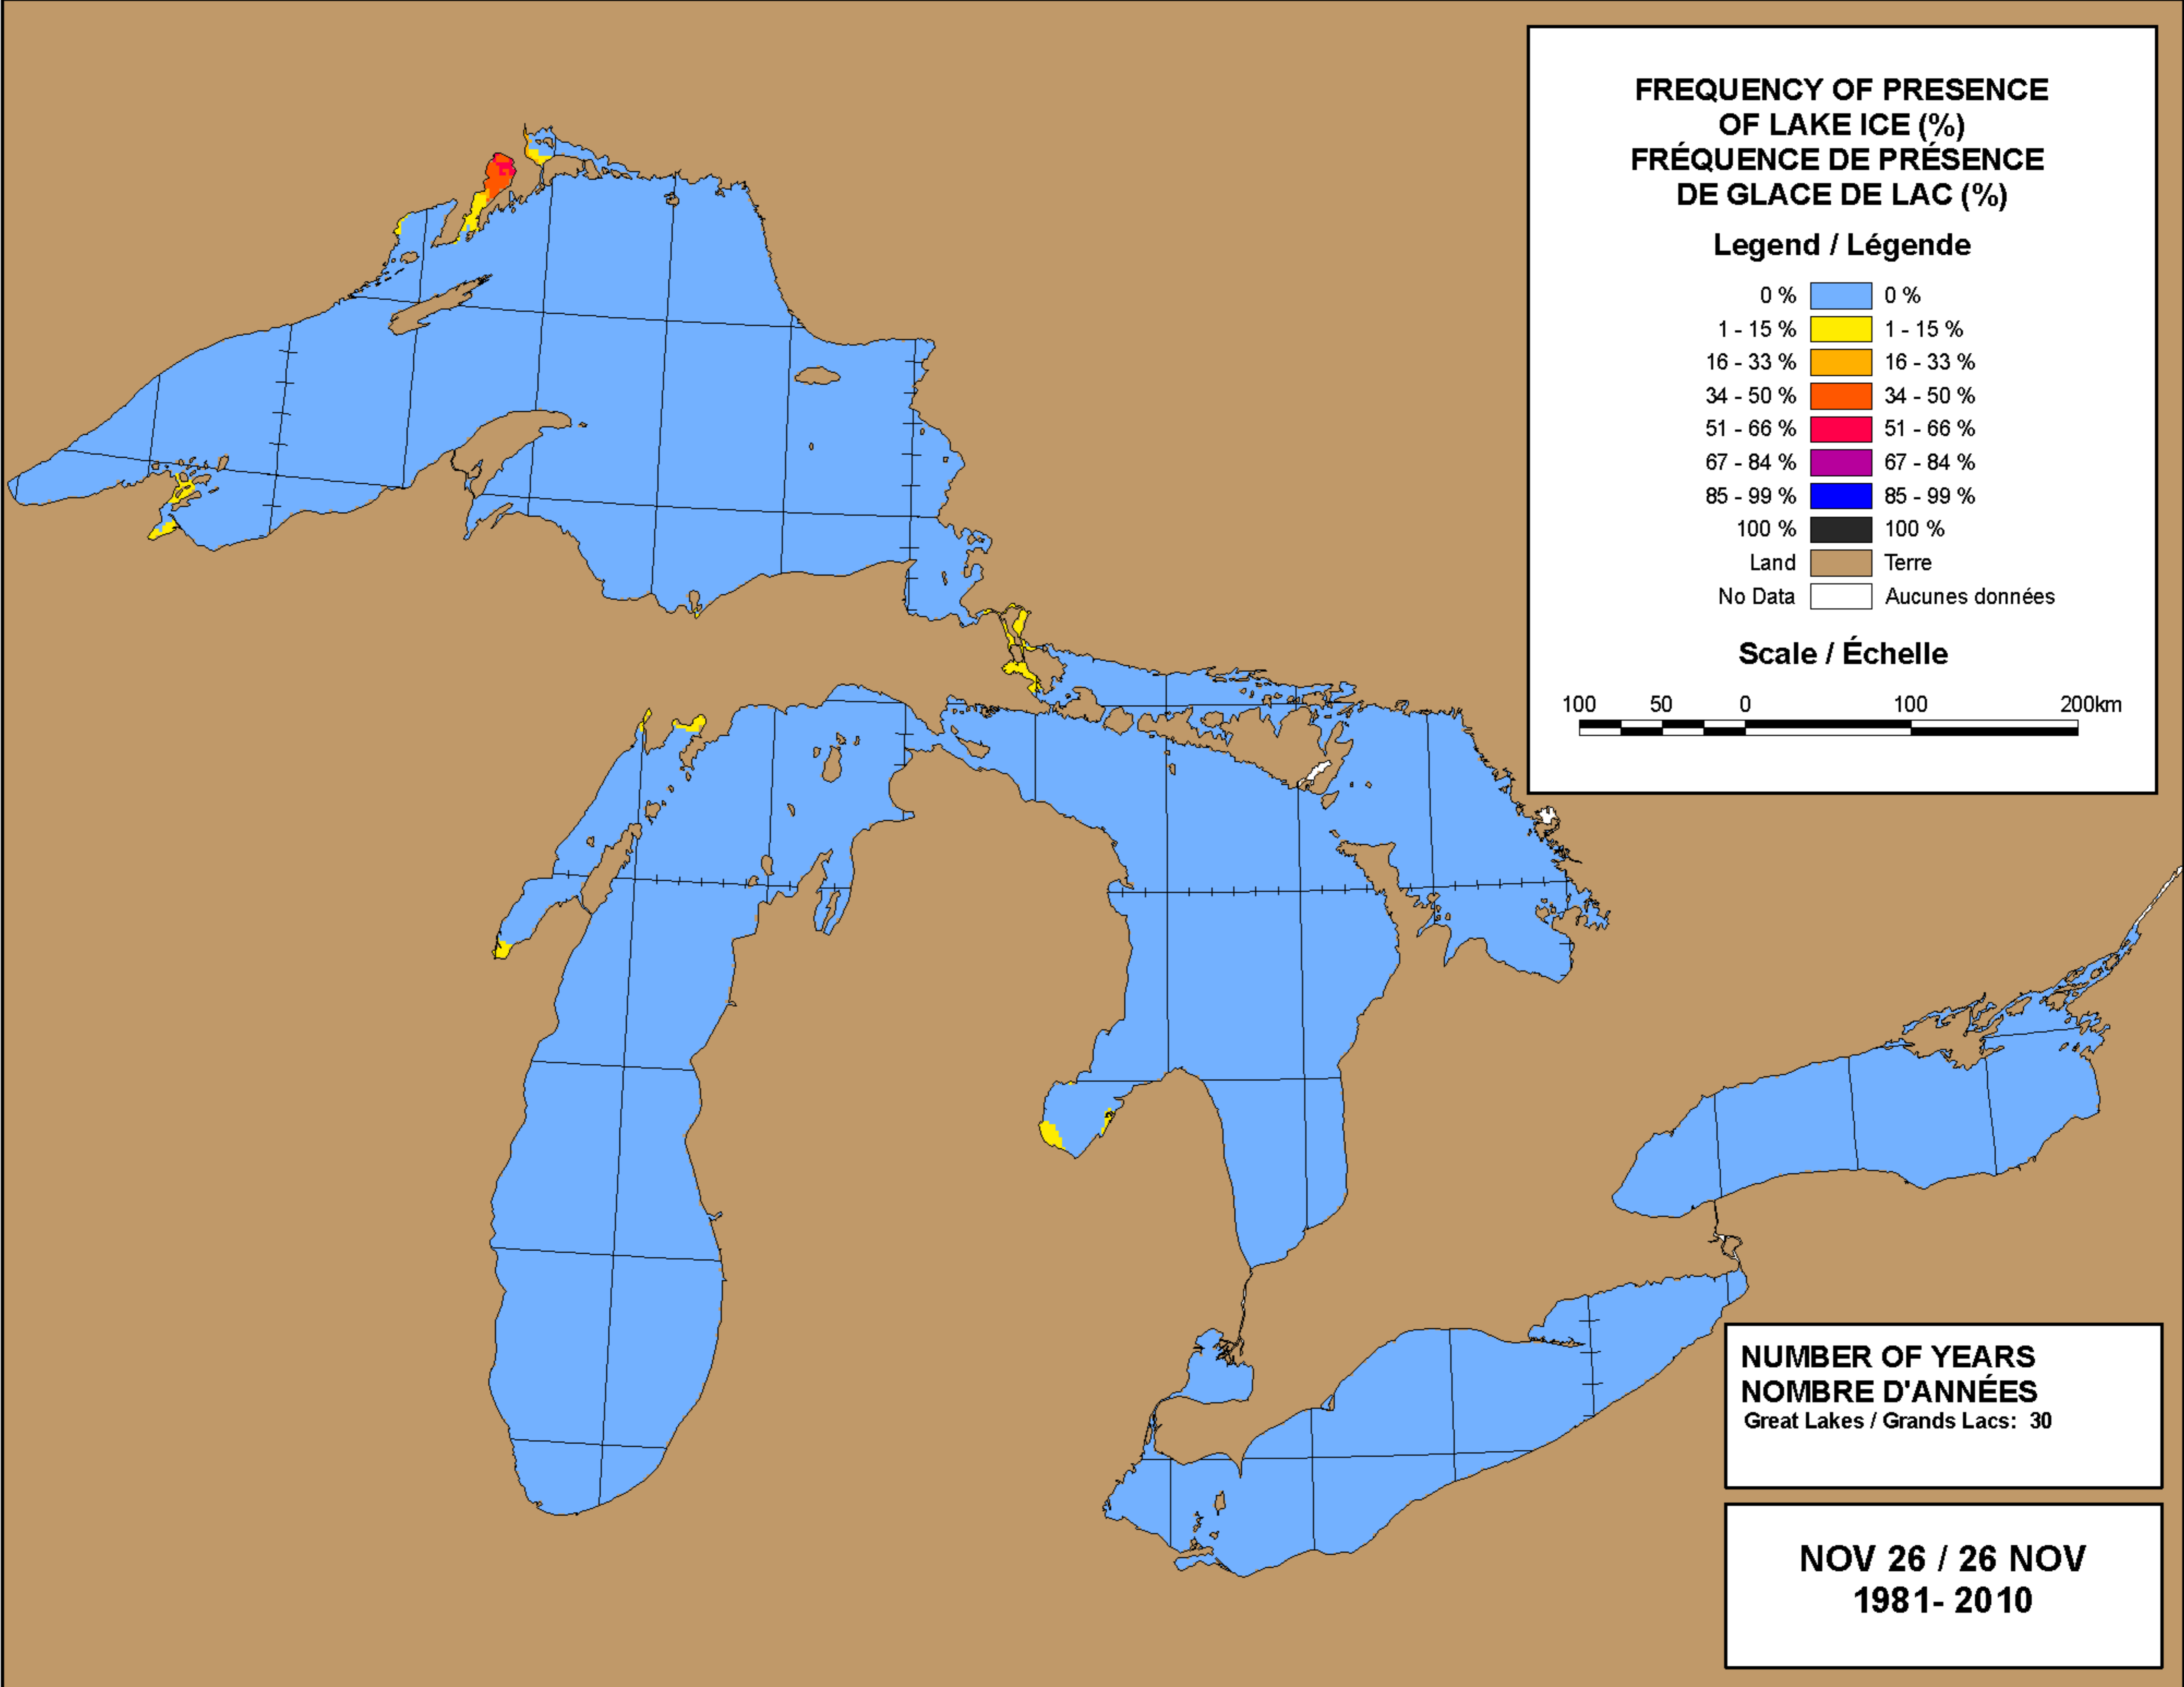 FREQUENCY OF PRESENCE
OF LAKE ICE (%)
FRÉQUENCE DE PRÉSENCE
DE GLACE DE LAC (%)
Legend / Légende
0 % 0 %
1 - 15 % 1 - 15 %
16 - 33 % 16 - 33 %
34 - 50 % 34 - 50 %
51 - 66 % 51 - 66 %
67 - 84 % 67 - 84 %
85 - 99 % 85 - 99 %
100 % 100 %
Land Terre
No Data Aucunes données
Scale / Échelle
100 50 0 100 200km
NUMBER OF YEARS
NOMBRE D'ANNÉES
Great Lakes / Grands Lacs: 30
NOV 26 / 26 NOV
1981- 2010